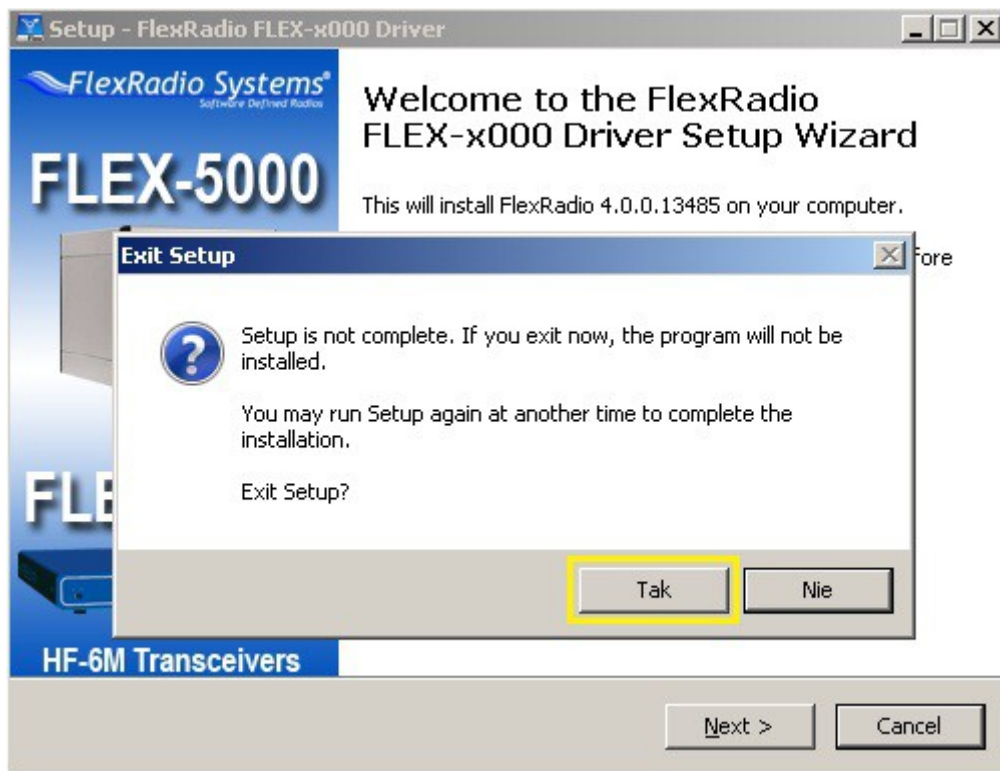 Setup - FlexRadio FLEX-x000 Driver
FlexRadio Systems®
Software Defined Radios
FLEX-5000
Welcome to the FlexRadio
FLEX-x000 Driver Setup Wizard
This will install FlexRadio 4.0.0.13485 on your computer.
Exit Setup
Setup is not complete. If you exit now, the program will not be
installed.
You may run Setup again at another time to complete the
installation.
Exit Setup?
Tak
Nie
HF-6M Transceivers
Next >
Cancel